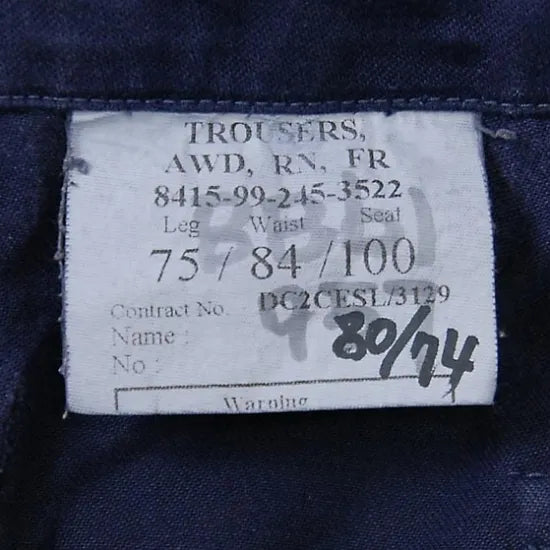 TROUSERS,
AWD, RN, FR
8415-99-245-3522
Leg Waist Seat
75 / 84 / 100
Contract No. DC2CESL/3129
Name :
No :
80/74
Warning